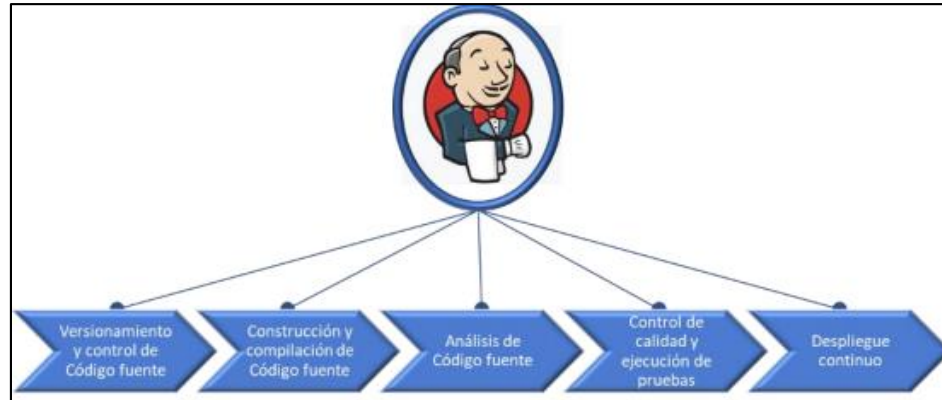 Versionamiento
y control de
Código fuente
Construcción y
compilación de
Código fuente
Análisis de
Código fuente
Control de
calidad y
ejecución de
pruebas
Despliegue
continuo